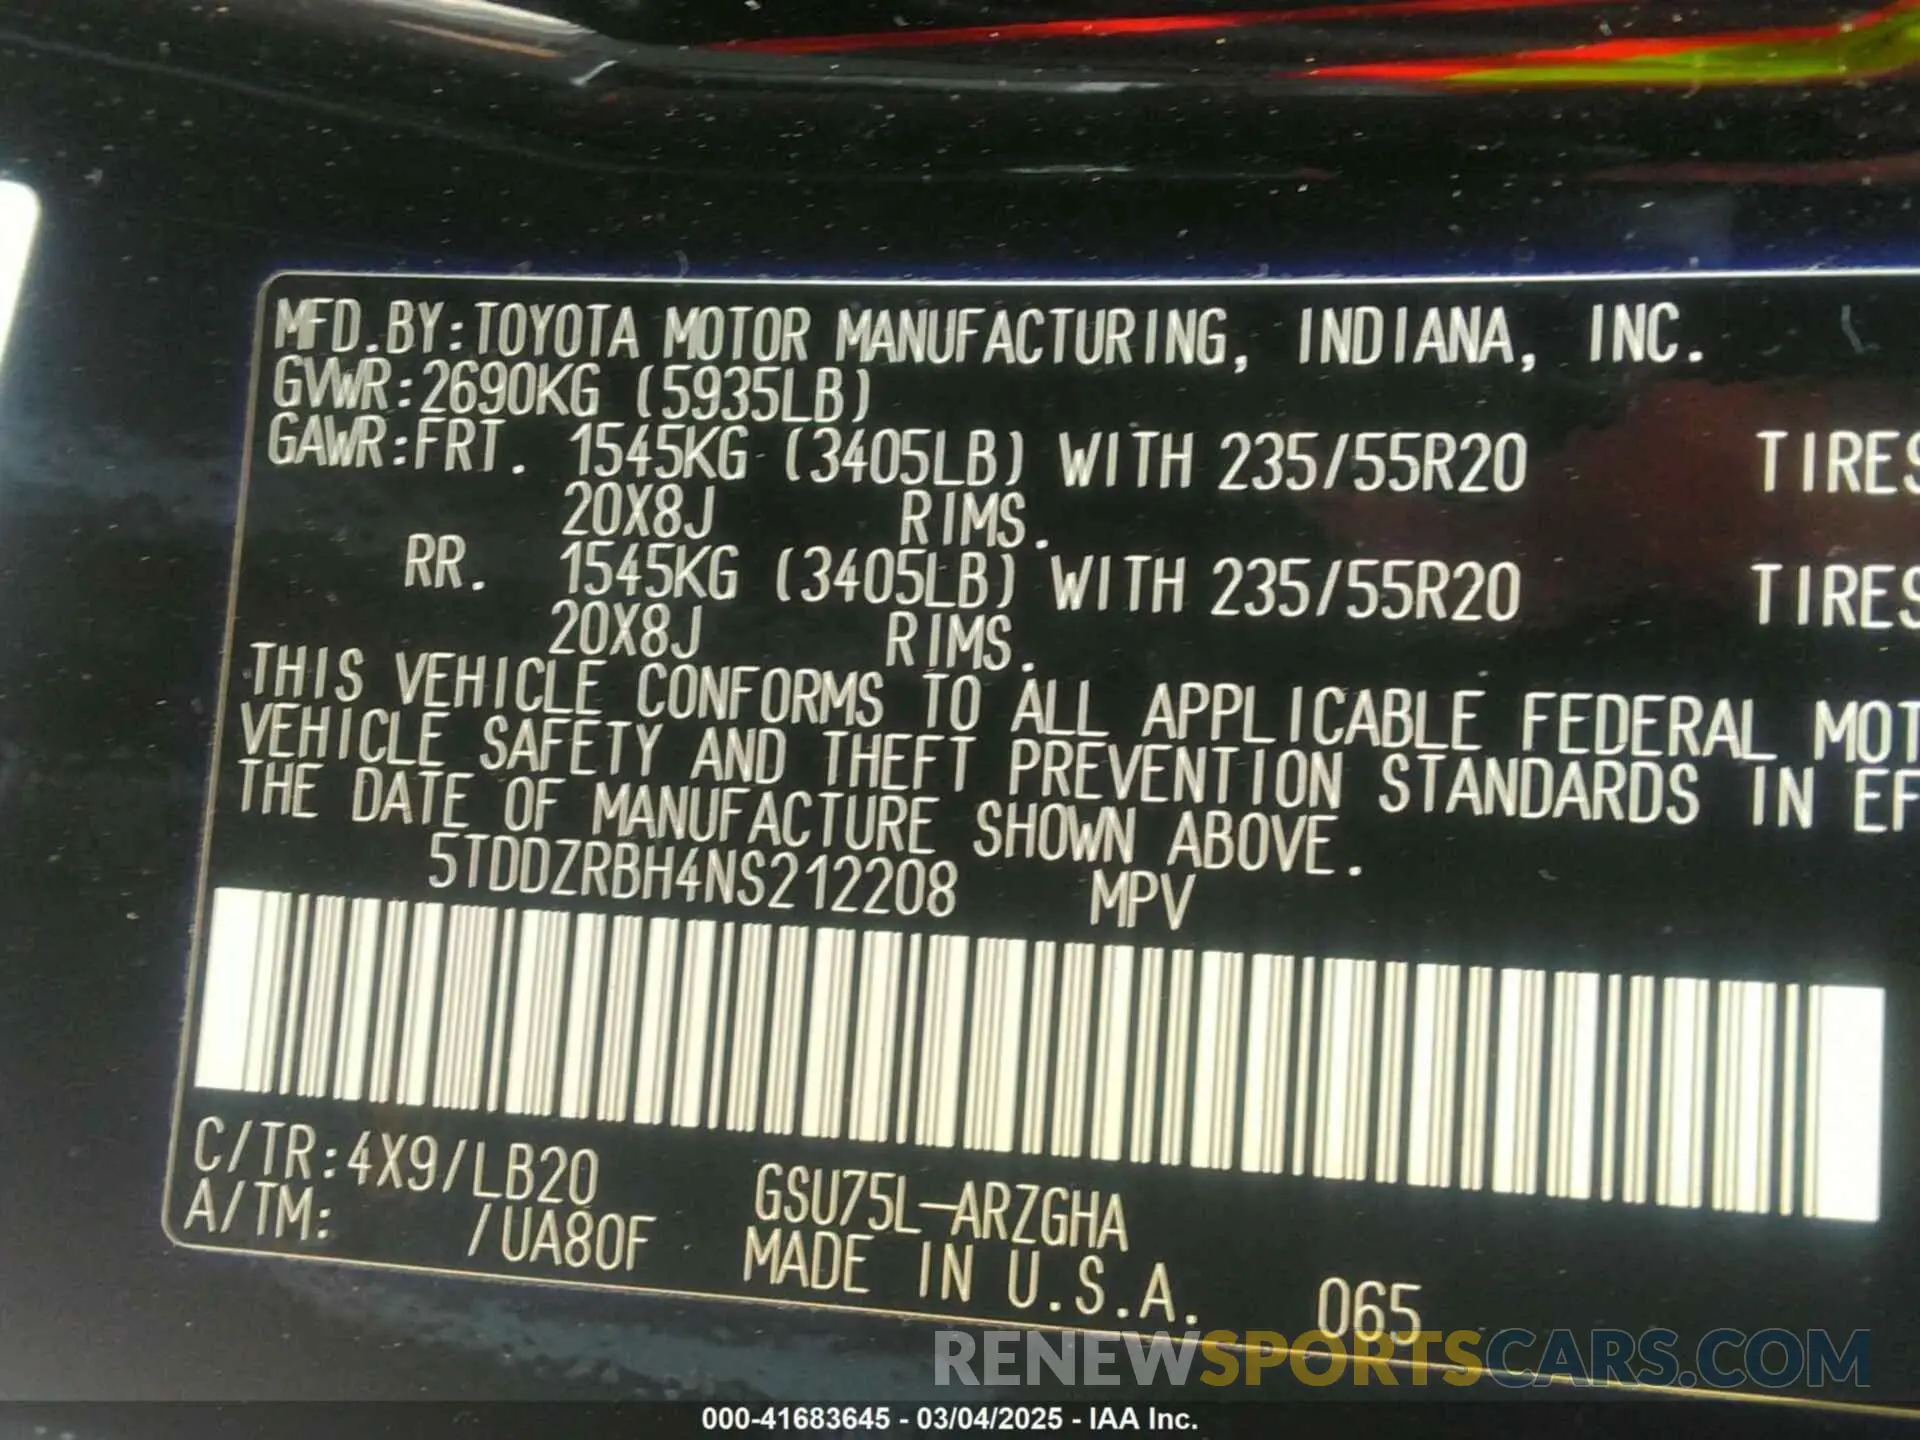 MFD.BY:TOYOTA MOTOR MANUFACTURING, INDIANA, INC.
GVWR:2690KG (5935LB)
GAWR:FRT. 1545KG (3405LB) WITH 235/55R20 TIRES
20X8J RIMS.
RR. 1545KG (3405LB) WITH 235/55R20 TIRES
20X8J RIMS.
THIS VEHICLE CONFORMS TO ALL APPLICABLE FEDERAL MOT
VEHICLE SAFETY AND THEFT PREVENTION STANDARDS IN EF
THE DATE OF MANUFACTURE SHOWN ABOVE.
5TDDZRBH4NS212208 MPV
C/TR:4X9/LB20 GSU75L-ARZGHA
A/TM: /UA80F MADE IN U.S.A. 065
RENEWSPORTSCARS.COM
000-41683645 - 03/04/2025 - IAA Inc.